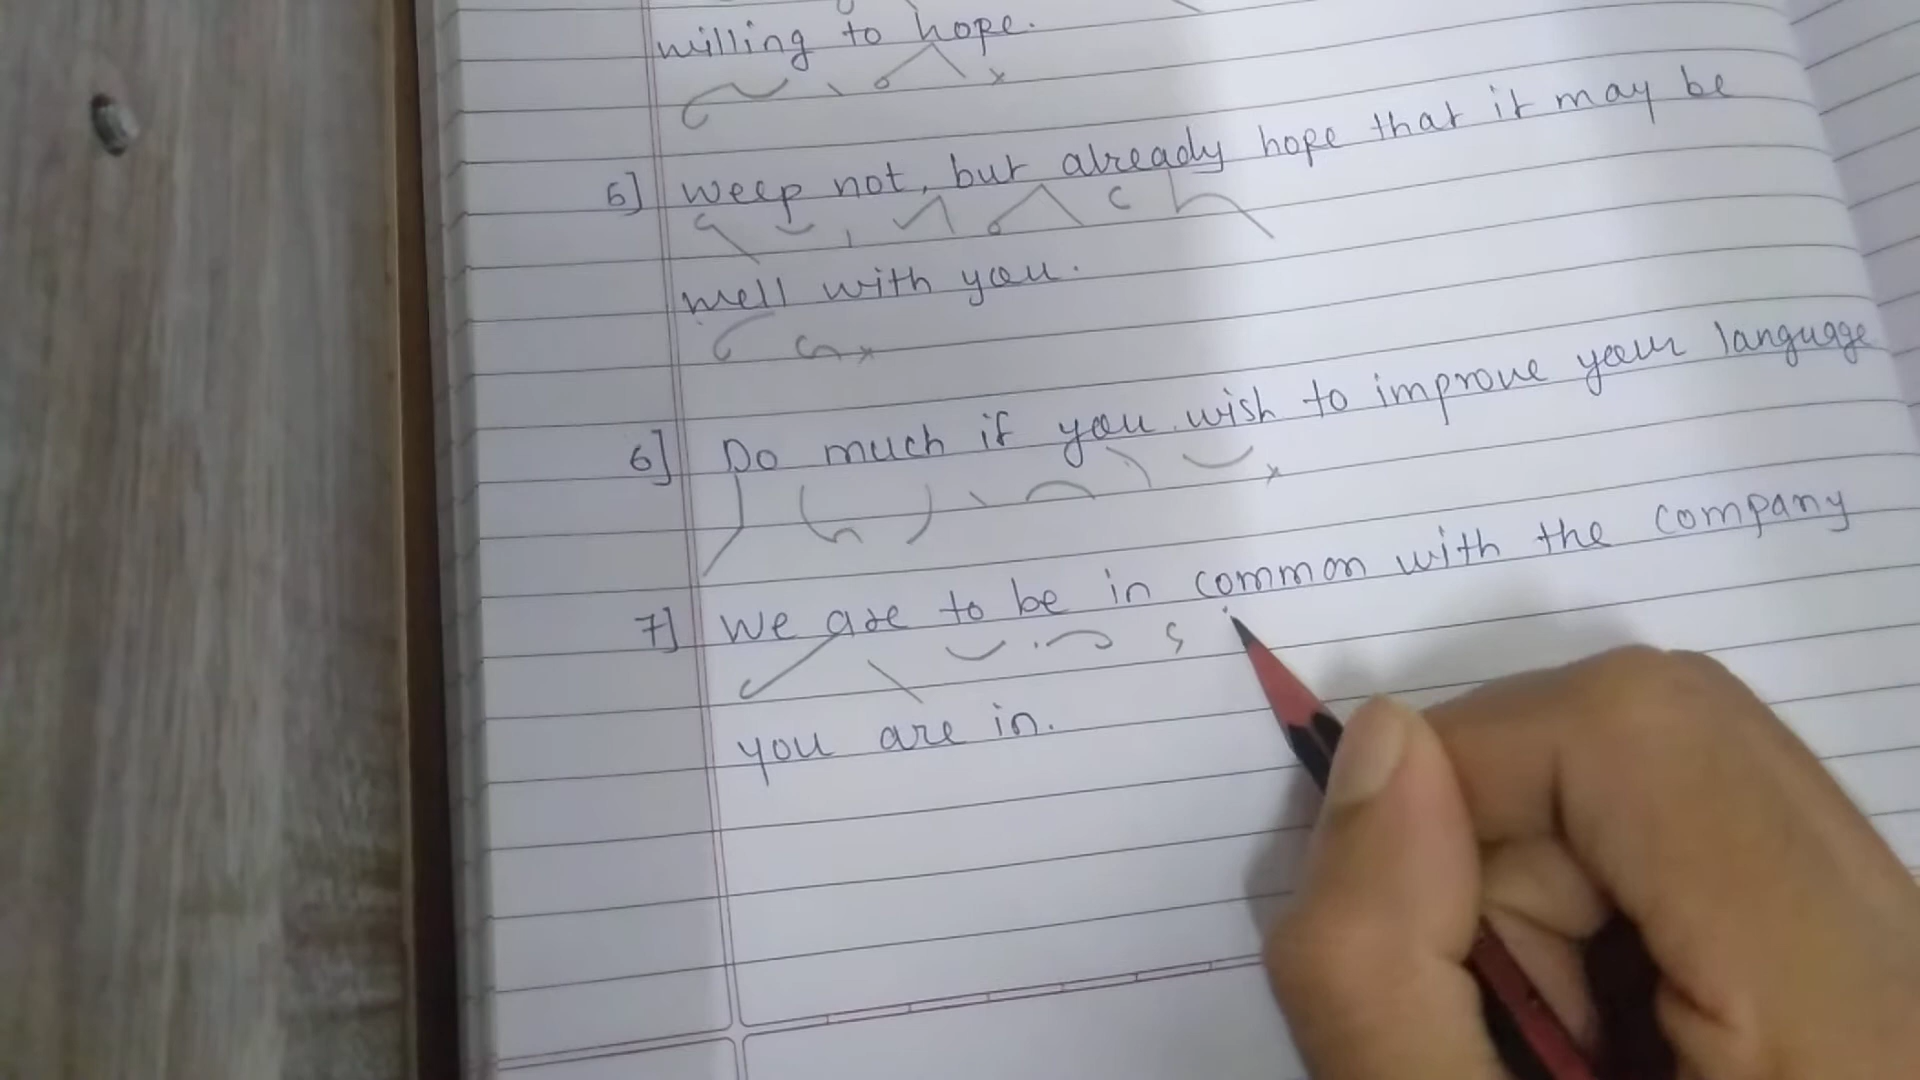 willing to hope.
5] Weep not, but already hope that it may be
well with you.
6] Do much if you wish to improve your language
7] We are to be in common with the company
you are in.